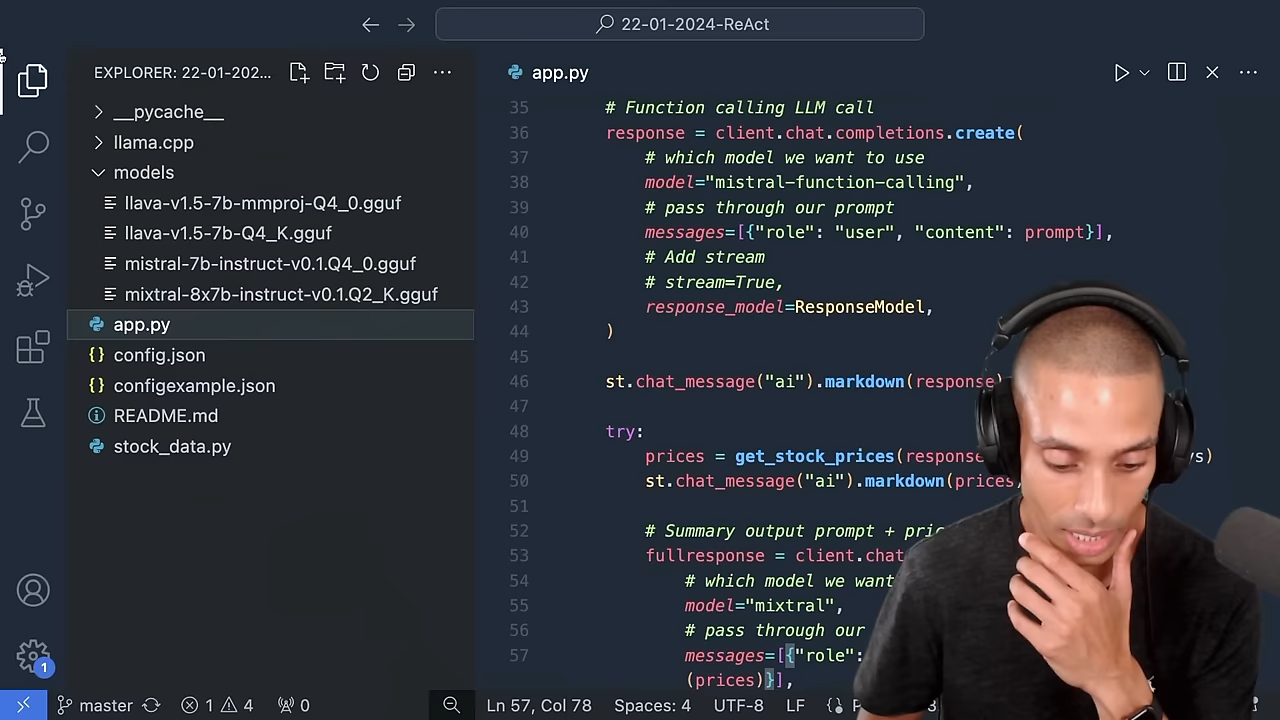 22-01-2024-ReAct
EXPLORER: 22-01-202...
app.py
__pycache__
llama.cpp
models
llava-v1.5-7b-mmproj-Q4_0.gguf
llava-v1.5-7b-Q4_K.gguf
mistral-7b-instruct-v0.1.Q4_0.gguf
mixtral-8x7b-instruct-v0.1.Q2_K.gguf
app.py
config.json
configexample.json
README.md
stock_data.py
35 # Function calling LLM call
36 response = client.chat.completions.create(
37 # which model we want to use
38 model="mistral-function-calling",
39 # pass through our prompt
40 messages=[{"role": "user", "content": prompt}],
41 # Add stream
42 # stream=True,
43 response_model=ResponseModel,
44 )
45
46 st.chat_message("ai").markdown(response)
47
48 try:
49 prices = get_stock_prices(response s)
50 st.chat_message("ai").markdown(prices
51
52 # Summary output prompt +
53 fullresponse = client.chat
54 # which model we want
55 model="mixtral",
56 # pass through our
57 messages=[{"role":
(prices)}],
1
master
1
4
0
Ln 57, Col 78
Spaces: 4
UTF-8
LF